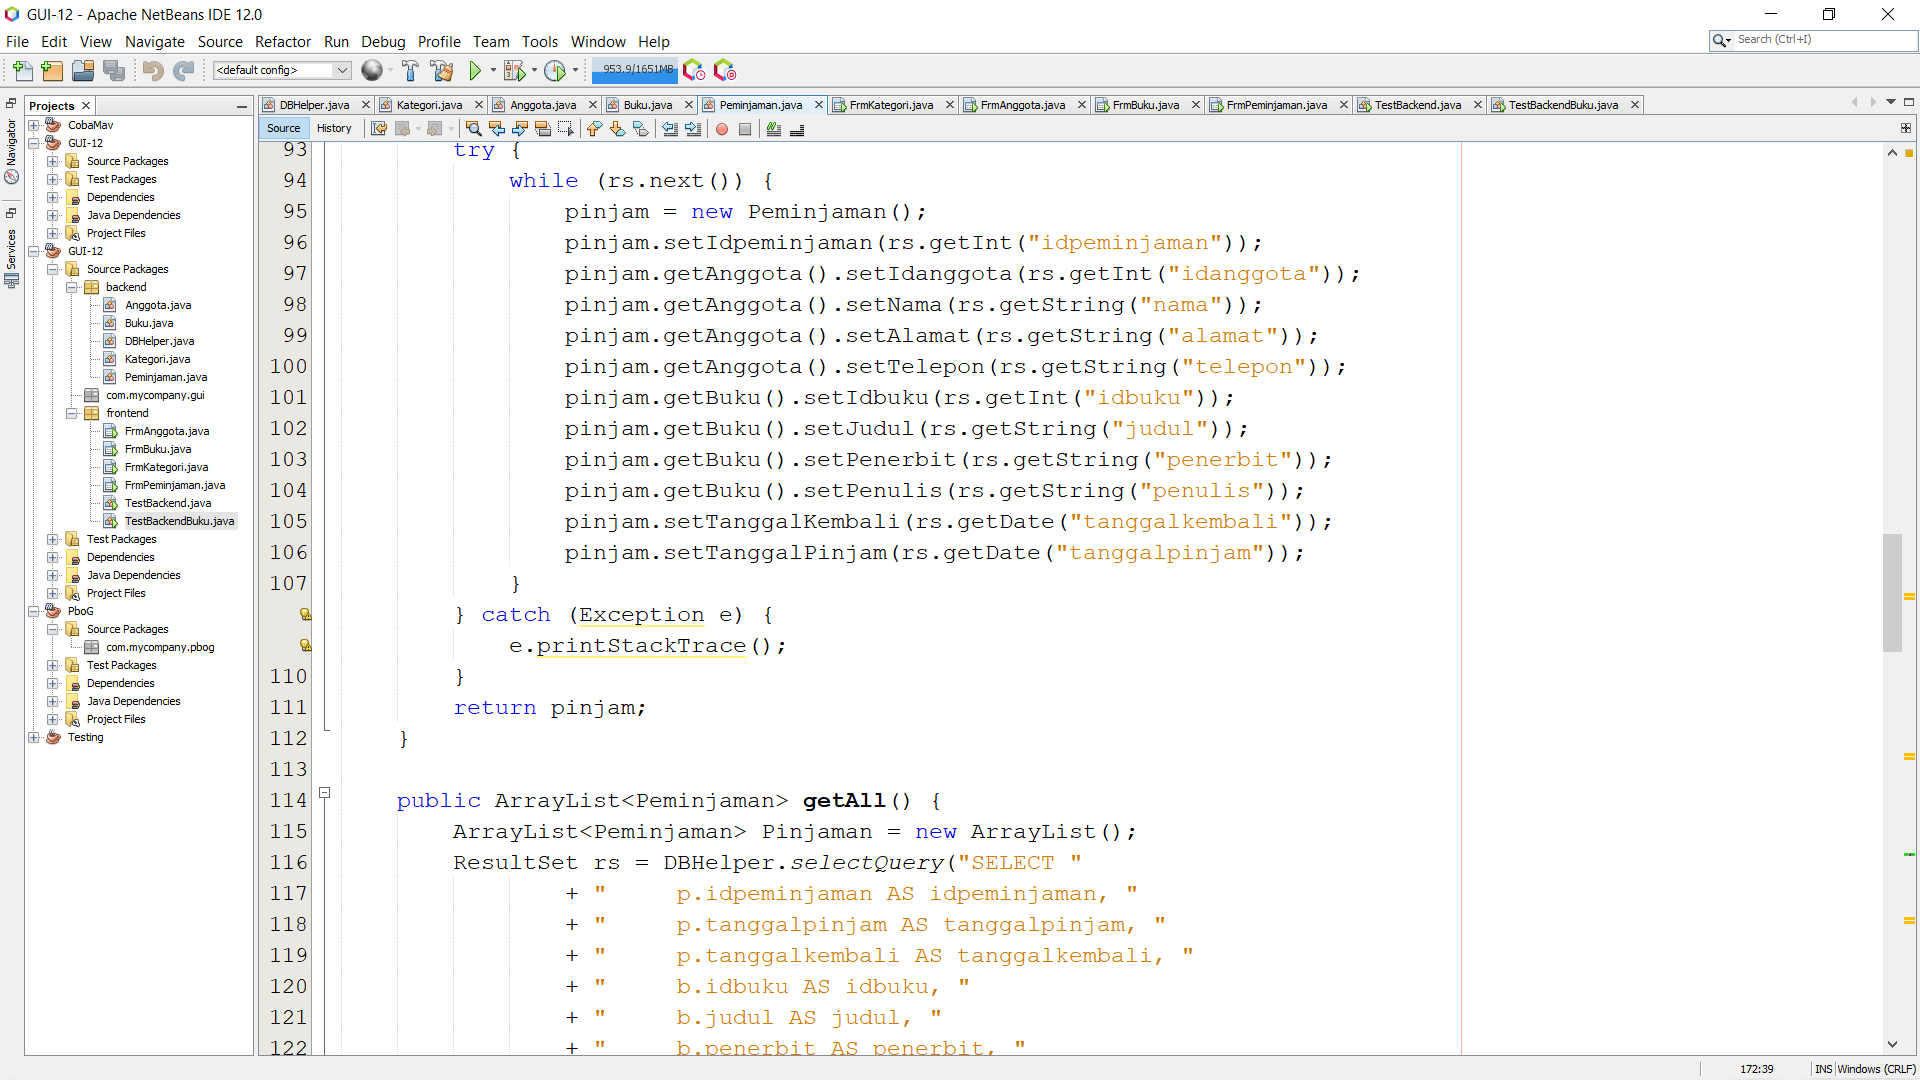 GUI-12 - Apache NetBeans IDE 12.0
File Edit View Navigate Source Refactor Run Debug Profile Team Tools Window Help
Search (Ctrl+I)
<default config>
953.9/1651MB
Navigator
Services
Projects
CobaMav
GUI-12
Source Packages
Test Packages
Dependencies
Java Dependencies
Project Files
GUI-12
Source Packages
backend
Anggota.java
Buku.java
DBHelper.java
Kategori.java
Peminjaman.java
com.mycompany.gui
frontend
FrmAnggota.java
FrmBuku.java
FrmKategori.java
FrmPeminjaman.java
TestBackend.java
TestBackendBuku.java
Test Packages
Dependencies
Java Dependencies
Project Files
PboG
Source Packages
com.mycompany.pbog
Test Packages
Dependencies
Java Dependencies
Project Files
Testing
DBHelper.java Kategori.java Anggota.java Buku.java Peminjaman.java FrmKategori.java FrmAnggota.java FrmBuku.java FrmPeminjaman.java TestBackend.java TestBackendBuku.java
Source History
93 try {
94 while (rs.next()) {
95 pinjam = new Peminjaman();
96 pinjam.setIdpeminjaman(rs.getInt("idpeminjaman"));
97 pinjam.getAnggota().setIdanggota(rs.getInt("idanggota"));
98 pinjam.getAnggota().setNama(rs.getString("nama"));
99 pinjam.getAnggota().setAlamat(rs.getString("alamat"));
100 pinjam.getAnggota().setTelepon(rs.getString("telepon"));
101 pinjam.getBuku().setIdbuku(rs.getInt("idbuku"));
102 pinjam.getBuku().setJudul(rs.getString("judul"));
103 pinjam.getBuku().setPenerbit(rs.getString("penerbit"));
104 pinjam.getBuku().setPenulis(rs.getString("penulis"));
105 pinjam.setTanggalKembali(rs.getDate("tanggalkembali"));
106 pinjam.setTanggalPinjam(rs.getDate("tanggalpinjam"));
107 }
} catch (Exception e) {
e.printStackTrace();
110 }
111 return pinjam;
112 }
113
114 public ArrayList<Peminjaman> getAll() {
115 ArrayList<Peminjaman> Pinjaman = new ArrayList();
116 ResultSet rs = DBHelper.selectQuery("SELECT "
117 + " p.idpeminjaman AS idpeminjaman, "
118 + " p.tanggalpinjam AS tanggalpinjam, "
119 + " p.tanggalkembali AS tanggalkembali, "
120 + " b.idbuku AS idbuku, "
121 + " b.judul AS judul, "
122 + " b.penerbit AS penerbit, "
172:39 INS Windows (CRLF)